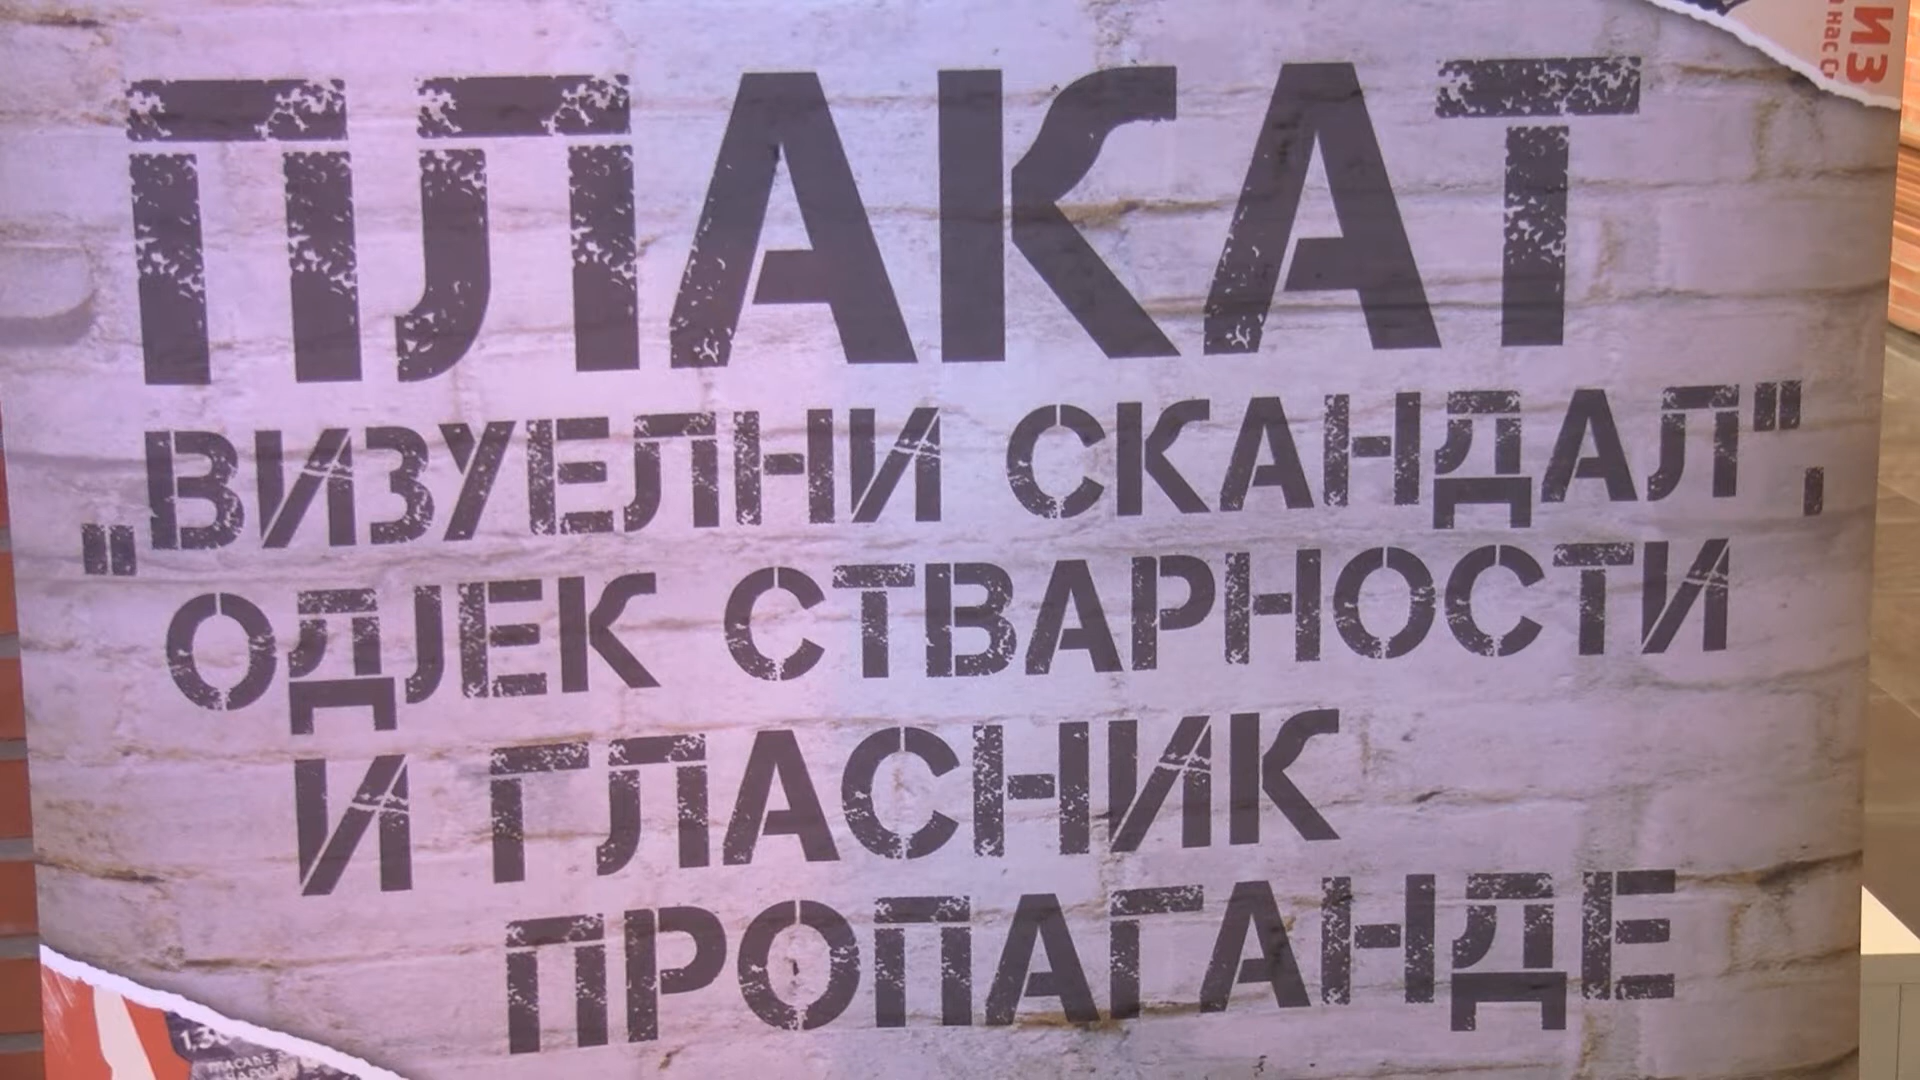 ПЛАКАТ
„ВИЗУЕЛНИ СКАНДАЛ",
ОДЈЕК СТВАРНОСТИ
И ГЛАСНИК
ПРОПАГАНДЕ